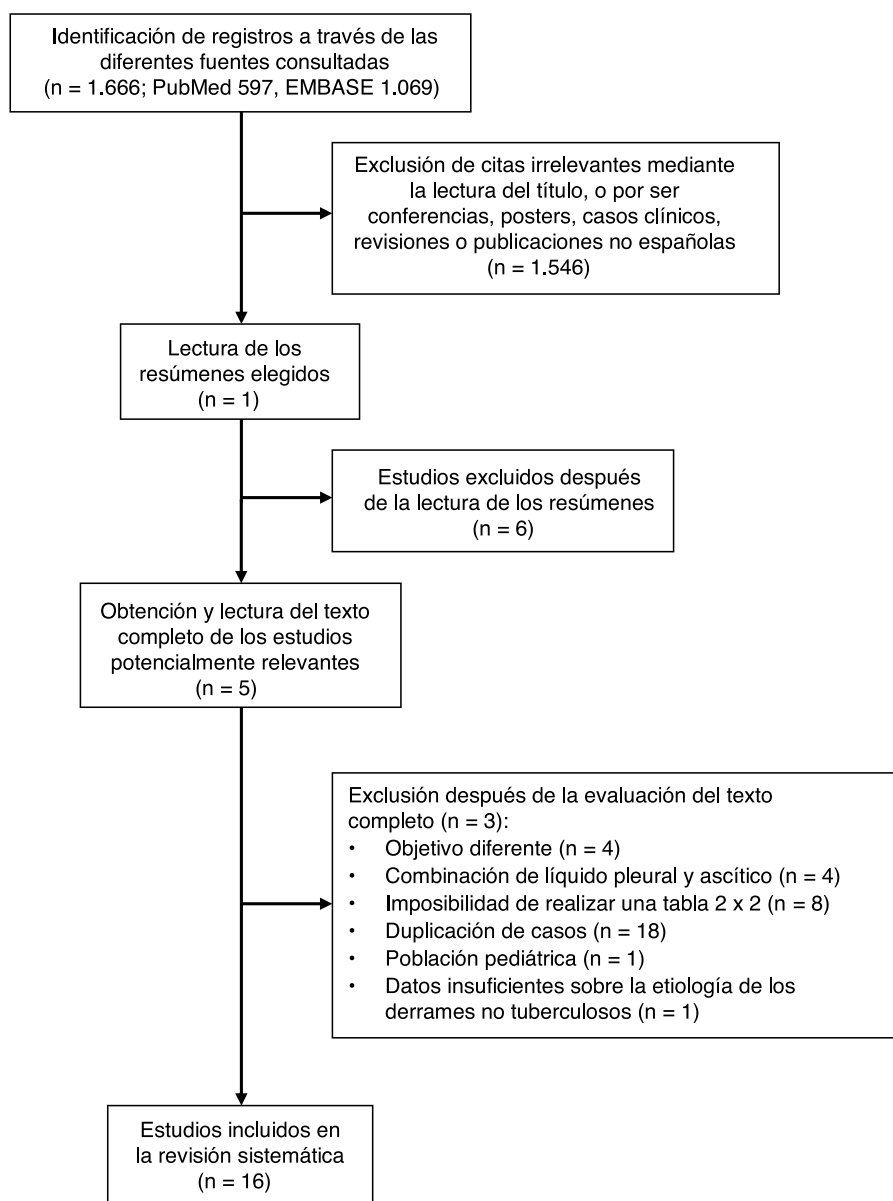 Identificación de registros a través de las
diferentes fuentes consultadas
(n = 1.666; PubMed 597, EMBASE 1.069)
Exclusión de citas irrelevantes mediante
la lectura del título, o por ser
conferencias, posters, casos clínicos,
revisiones o publicaciones no españolas
(n = 1.546)
Lectura de los
resúmenes elegidos
(n = 1)
Estudios excluidos después
de la lectura de los resúmenes
(n = 6)
Obtención y lectura del texto
completo de los estudios
potencialmente relevantes
(n = 5)
Exclusión después de la evaluación del texto
completo (n = 3):
• Objetivo diferente (n = 4)
• Combinación de líquido pleural y ascítico (n = 4)
• Imposibilidad de realizar una tabla 2 x 2 (n = 8)
• Duplicación de casos (n = 18)
• Población pediátrica (n = 1)
• Datos insuficientes sobre la etiología de los
derrames no tuberculosos (n = 1)
Estudios incluidos en
la revisión sistemática
(n = 16)